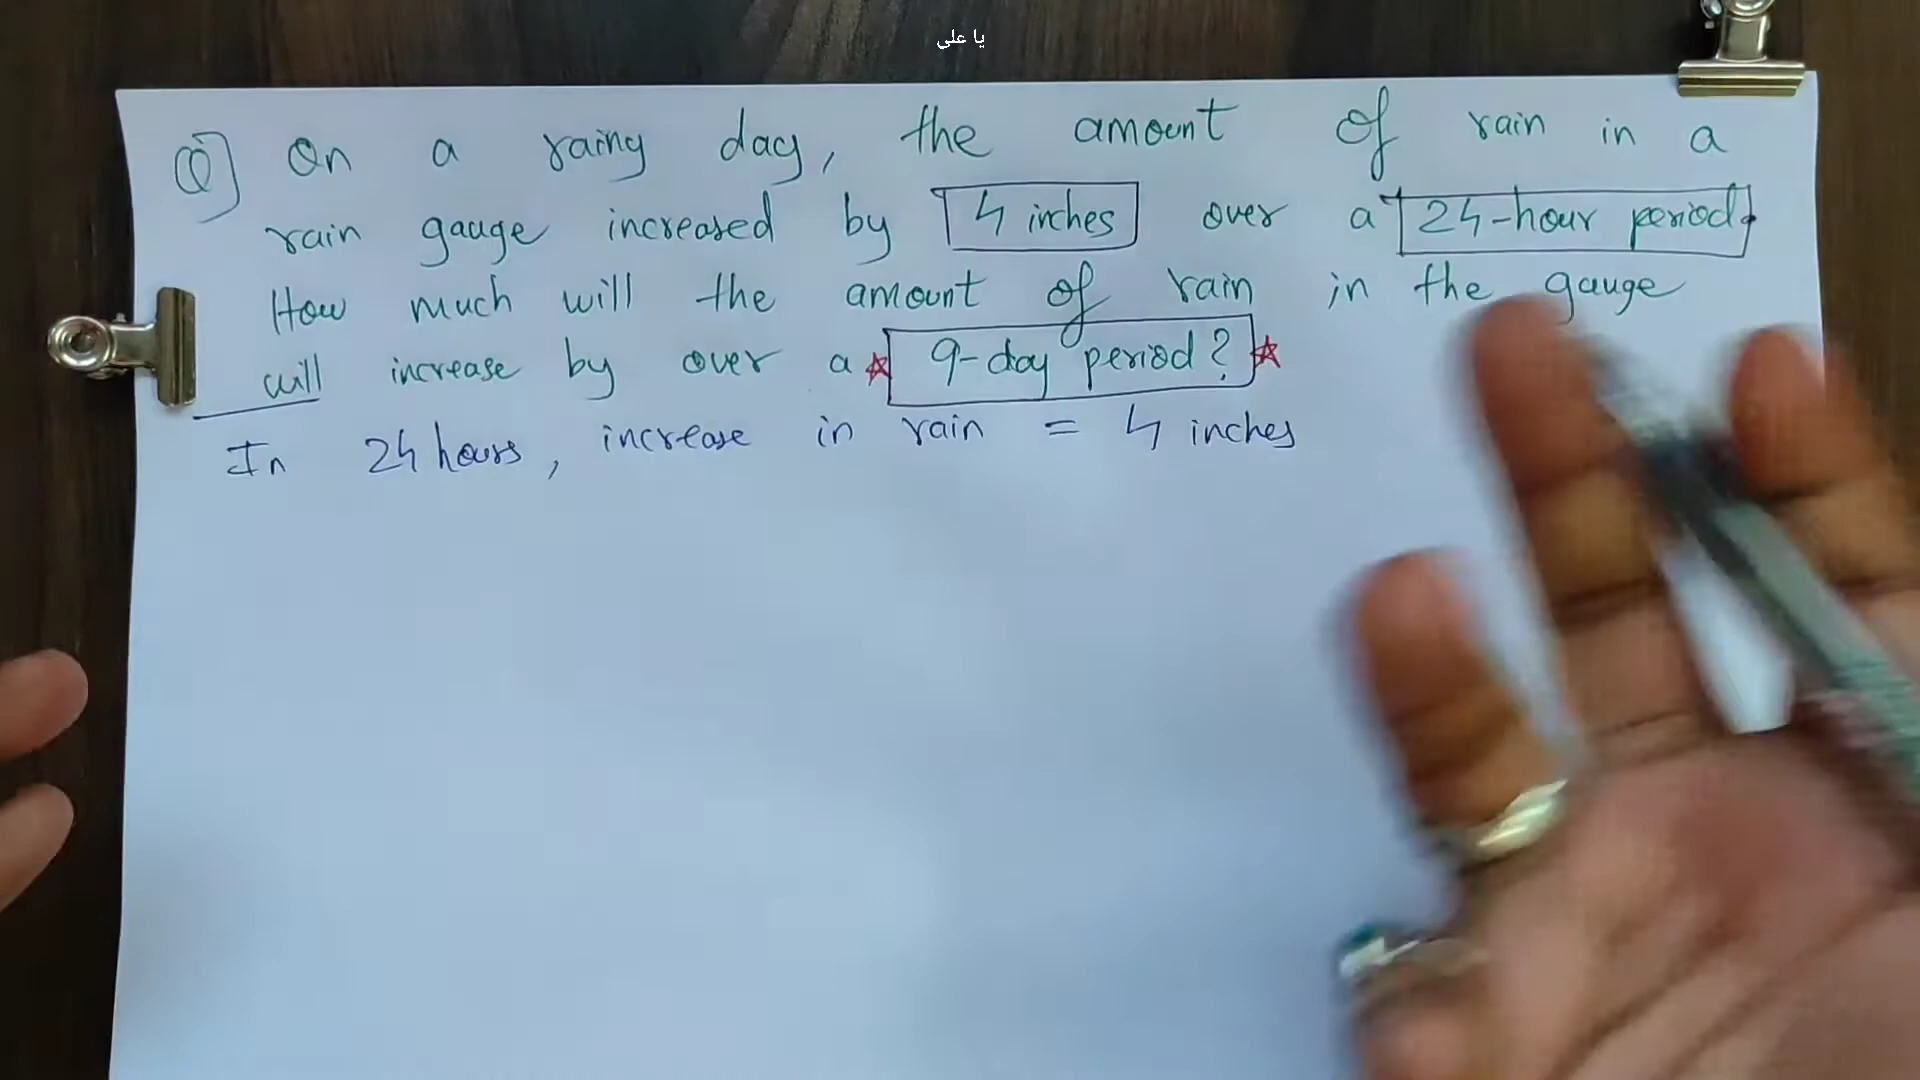 يا علی
Q] On a rainy day, the amount of rain in a
rain gauge increased by 4 inches over a 24-hour period.
How much will the amount of rain in the gauge
will increase by over a 9-day period?
In 24 hours, increase in rain = 4 inches